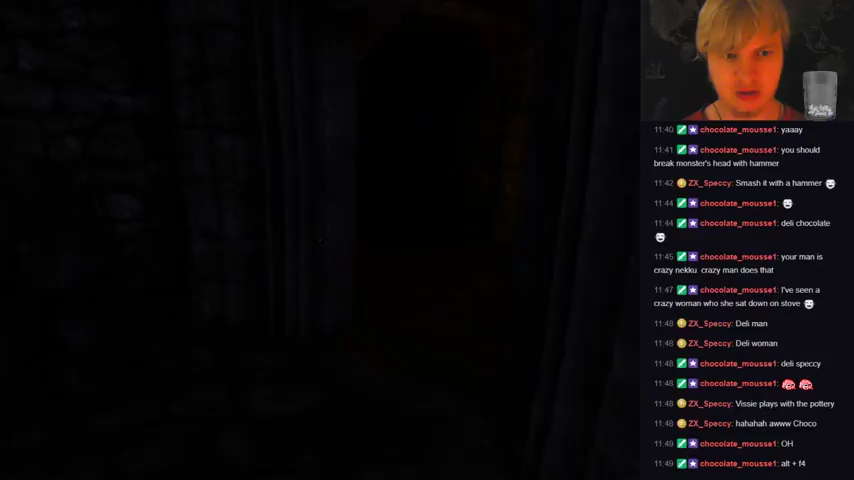 11:40 chocolate_mousse1: yaaay
11:41 chocolate_mousse1: you should
break monster's head with hammer
11:42 ZX_Speccy: Smash it with a hammer
11:44 chocolate_mousse1:
11:44 chocolate_mousse1: deli chocolate
11:45 chocolate_mousse1: your man is
crazy nekku. crazy man does that
11:47 chocolate_mousse1: I've seen a
crazy woman who she sat down on stove
11:48 ZX_Speccy: Deli man
11:48 ZX_Speccy: Deli woman
11:48 chocolate_mousse1: deli speccy
11:48 chocolate_mousse1:
11:48 ZX_Speccy: Vissie plays with the pottery
11:48 ZX_Speccy: hahahah awww Choco
11:49 chocolate_mousse1: OH
11:49 chocolate_mousse1: alt + f4